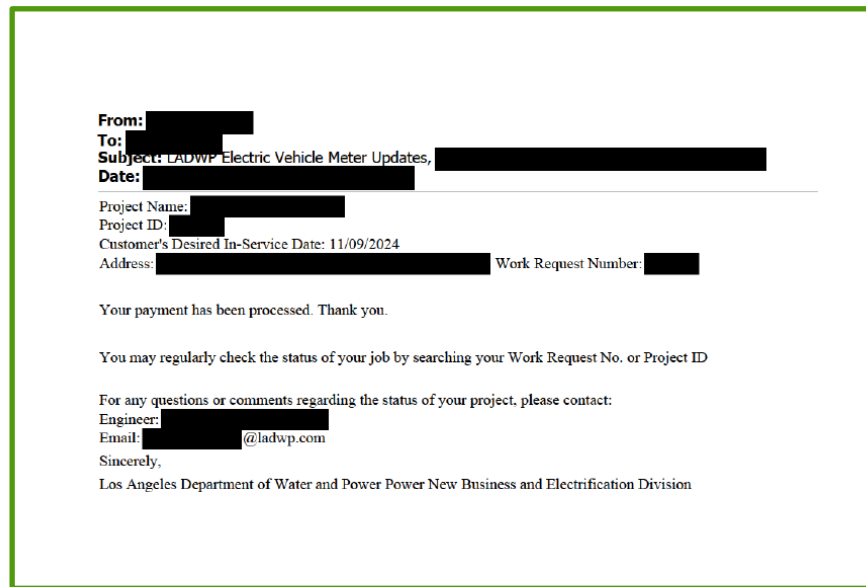 From:
To:
Subject: LADWP Electric Vehicle Meter Updates,
Date:
Project Name:
Project ID:
Customer's Desired In-Service Date: 11/09/2024
Address: Work Request Number:
Your payment has been processed. Thank you.
You may regularly check the status of your job by searching your Work Request No. or Project ID
For any questions or comments regarding the status of your project, please contact:
Engineer:
Email: @ladwp.com
Sincerely,
Los Angeles Department of Water and Power Power New Business and Electrification Division